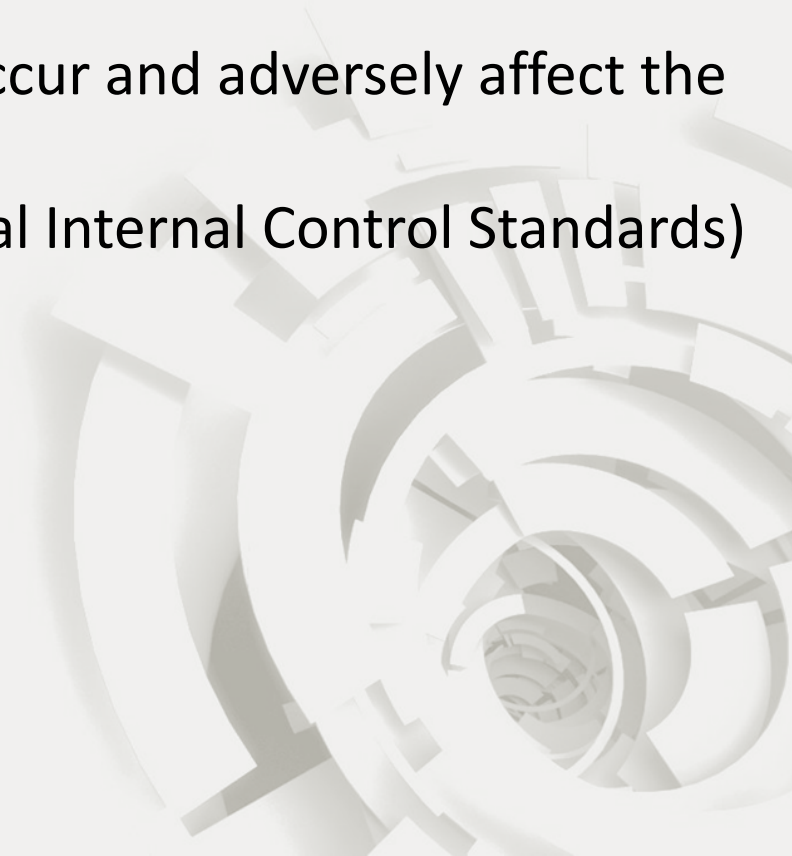 ccur and adversely affect the
al Internal Control Standards)